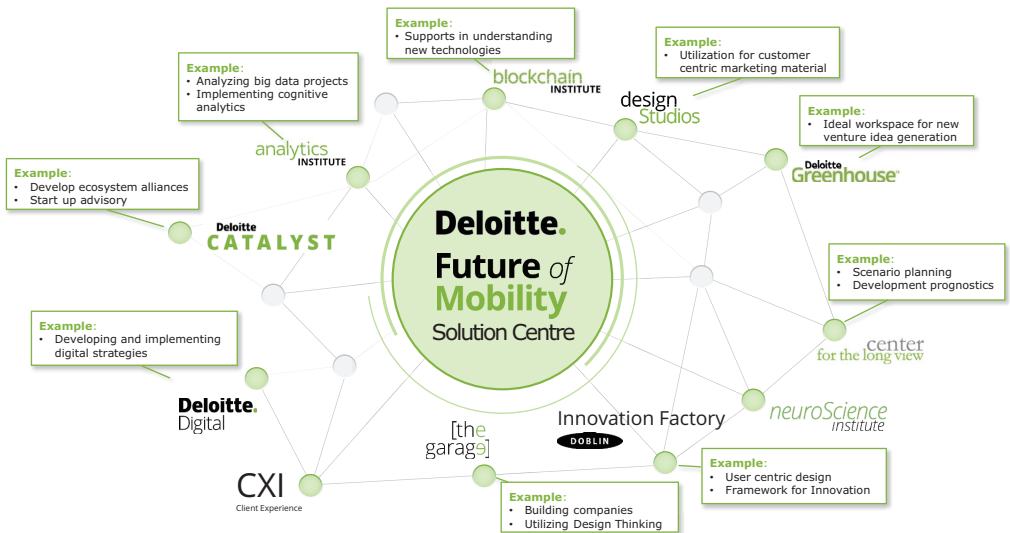 Example:
• Supports in understanding
new technologies
blockchain
INSTITUTE
Example:
• Utilization for customer
centric marketing material
design
Studios
Example:
• Analyzing big data projects
• Implementing cognitive
analytics
analytics
INSTITUTE
Example:
• Ideal workspace for new
venture idea generation
Deloitte
Greenhouse
Example:
• Develop ecosystem alliances
• Start up advisory
Deloitte
CATALYST
Deloitte.
Future of
Mobility
Solution Centre
Example:
• Scenario planning
• Development prognostics
center
for the long view
Example:
• Developing and implementing
digital strategies
Deloitte.
Digital
neuroScience
institute
Innovation Factory
DOBLIN
[the
garage]
Example:
• User centric design
• Framework for Innovation
CXI
Client Experience
Example:
• Building companies
• Utilizing Design Thinking